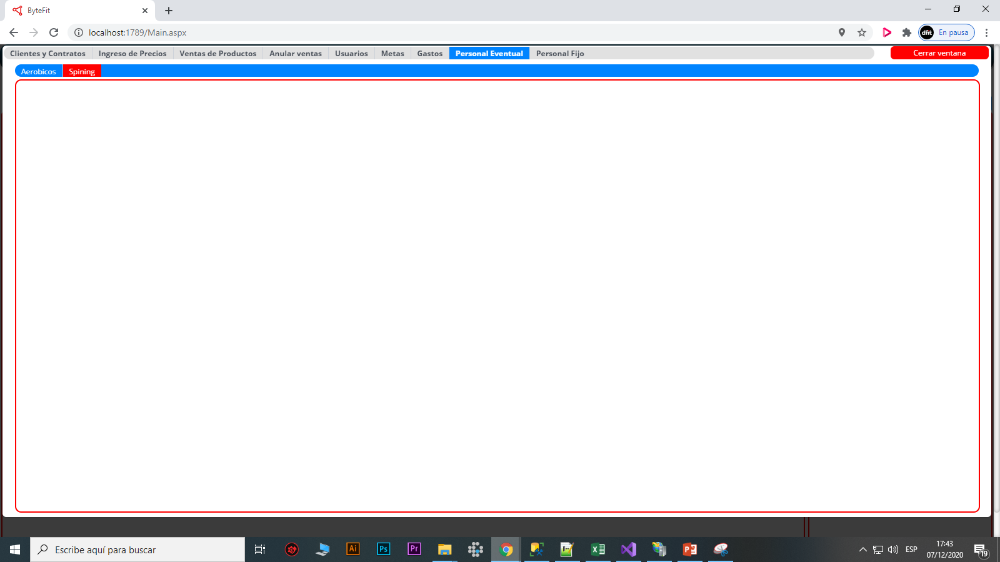 ByteFit
localhost:1789/Main.aspx
dfit En pausa
Clientes y Contratos Ingreso de Precios Ventas de Productos Anular ventas Usuarios Metas Gastos Personal Eventual Personal Fijo Cerrar ventana
Aerobicos Spining
Escribe aquí para buscar
Ai Ps Pr
ESP
17:43
07/12/2020
19